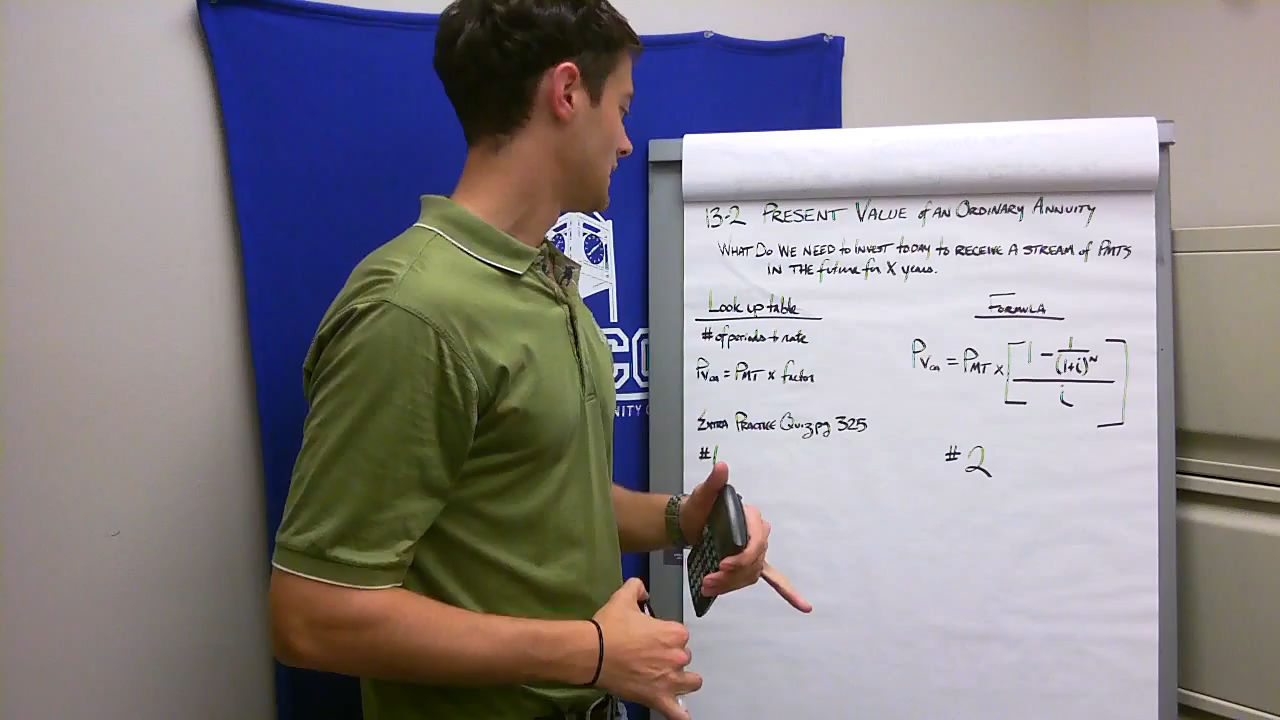 13-2 PRESENT VALUE of AN ORDINARY ANNUITY
WHAT DO WE NEED to INVEST TODAY to RECEIVE A STREAM of PMTS
IN THE future for X years.
Look up table
# of periods + rate
PVoa = PMT x factor
EXTRA PRACTICE Quiz pg 325
#1
FORMULA
PVoa = PMT x [1 - 1/(1+i)^N / i]
#2
CO
NITY C